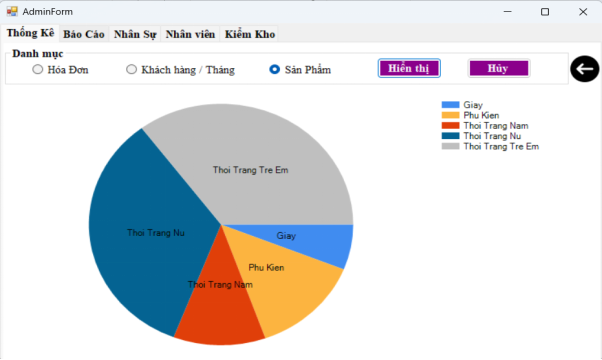 AdminForm
Thống Kê Báo Cáo Nhân Sự Nhân viên Kiểm Kho
Danh mục
Hóa Đơn Khách hàng / Tháng Sản Phẩm Hiển thị Hủy
Giay
Phu Kien
Thoi Trang Nam
Thoi Trang Nu
Thoi Trang Tre Em
Thoi Trang Tre Em
Thoi Trang Nu
Giay
Phu Kien
Thoi Trang Nam